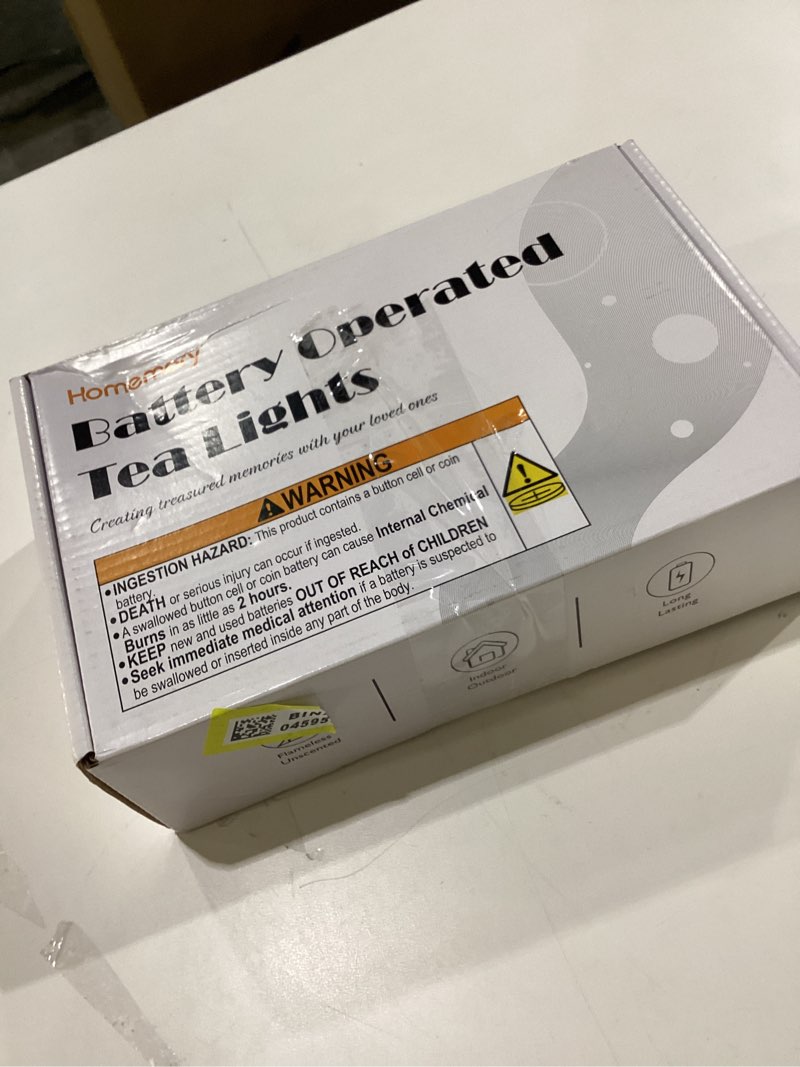 Homemory
Battery Operated
Tea Lights
Creating treasured memories with your loved ones
WARNING
•INGESTION HAZARD: This product contains a button cell or coin
battery.
•DEATH or serious injury can occur if ingested.
•A swallowed button cell or coin battery can cause Internal Chemical
Burns in as little as 2 hours.
•KEEP new and used batteries OUT OF REACH of CHILDREN
•Seek immediate medical attention if a battery is suspected to
be swallowed or inserted inside any part of the body.
BIN
04595
Flameless
Unscented
Indoor
Outdoor
Long
Lasting